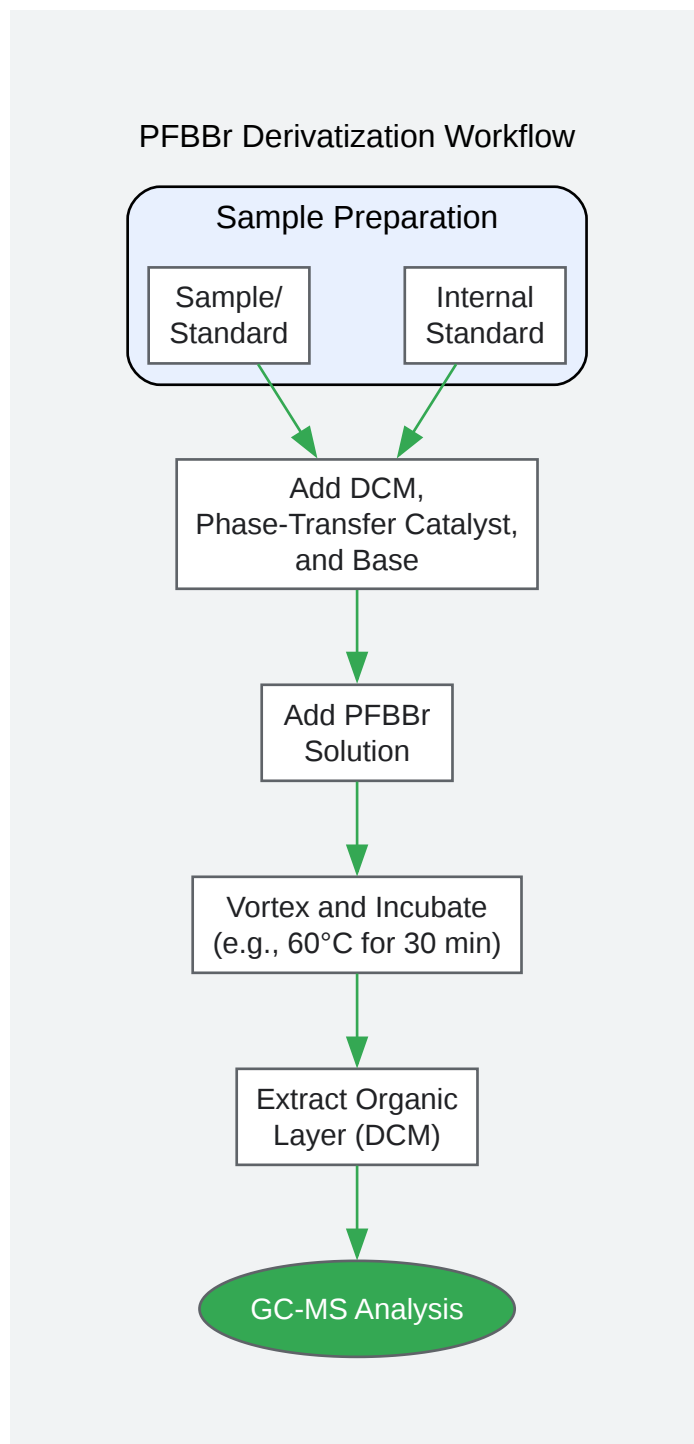 PFBBr Derivatization Workflow
Sample Preparation
Sample/
Standard
Internal
Standard
Add DCM,
Phase-Transfer Catalyst,
and Base
Add PFBBr
Solution
Vortex and Incubate
(e.g., 60°C for 30 min)
Extract Organic
Layer (DCM)
GC-MS Analysis